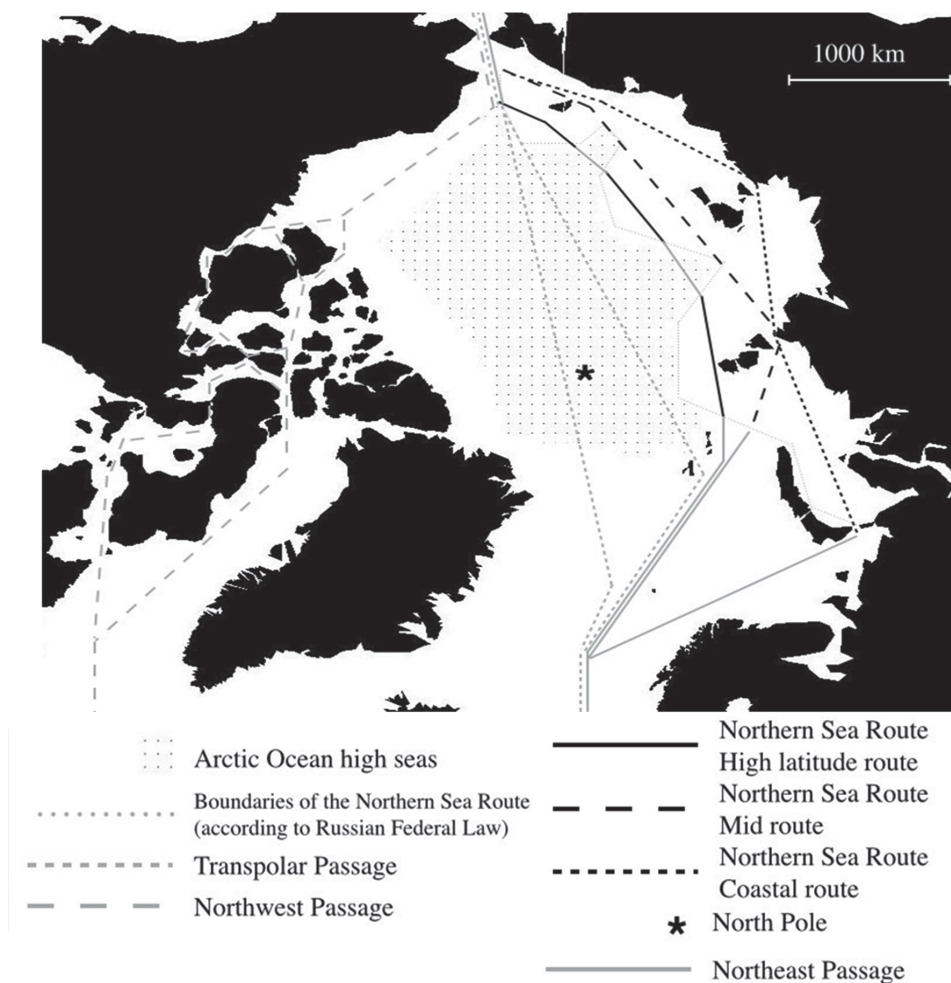 1000 km
Arctic Ocean high seas
Boundaries of the Northern Sea Route
(according to Russian Federal Law)
Transpolar Passage
Northwest Passage
Northern Sea Route
High latitude route
Northern Sea Route
Mid route
Northern Sea Route
Coastal route
North Pole
Northeast Passage